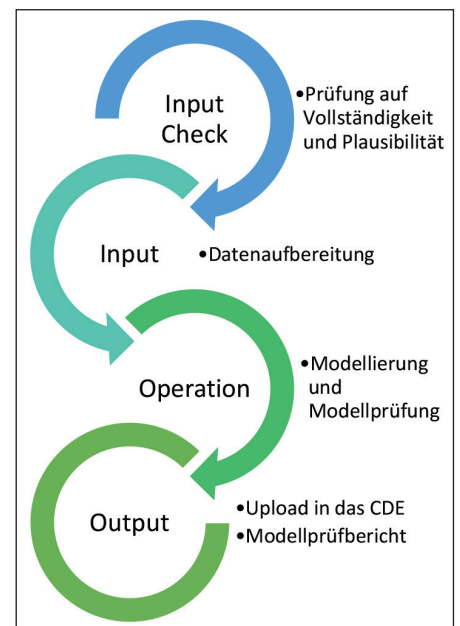 Input
Check
•Prüfung auf
Vollständigkeit
und Plausibilität
Input
•Datenaufbereitung
Operation
•Modellierung
und
Modellprüfung
Output
•Upload in das CDE
•Modellprüfbericht